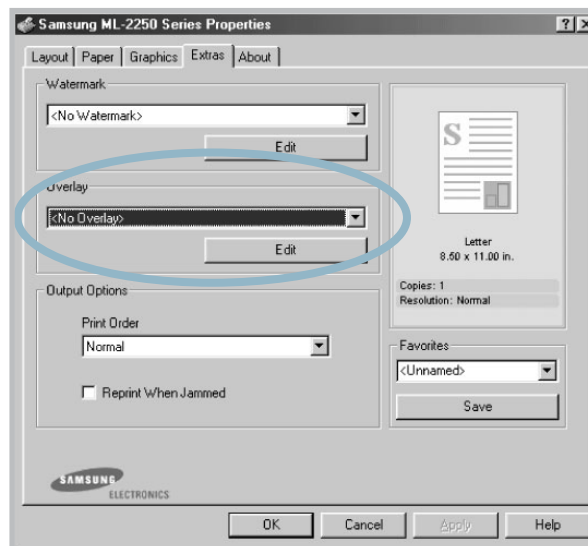 Samsung ML-2250 Series Properties
Layout Paper Graphics Extras About
Watermark
<No Watermark>
Edit
Overlay
<No Overlay>
Edit
Output Options
Print Order
Normal
Reprint When Jammed
S
Letter
8.50 x 11.00 in.
Copies: 1
Resolution: Normal
Favorites
<Unnamed>
Save
SAMSUNG
ELECTRONICS
OK Cancel Apply Help